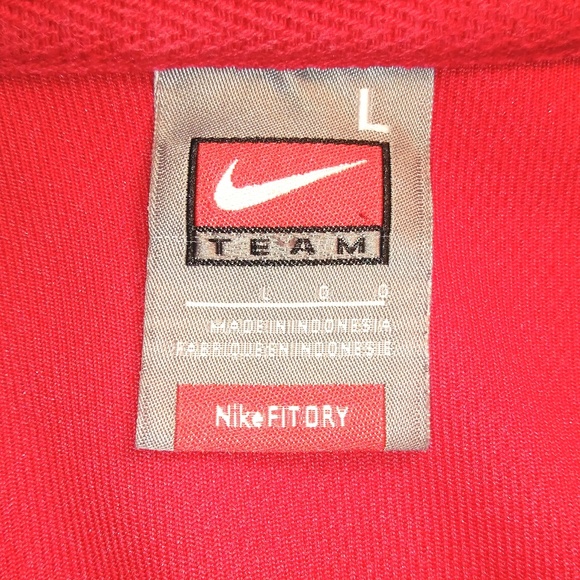 L
TEAM
L G G
MADE IN INDONESIA
FABRIQUE EN INDONESIE
Nike FIT DRY